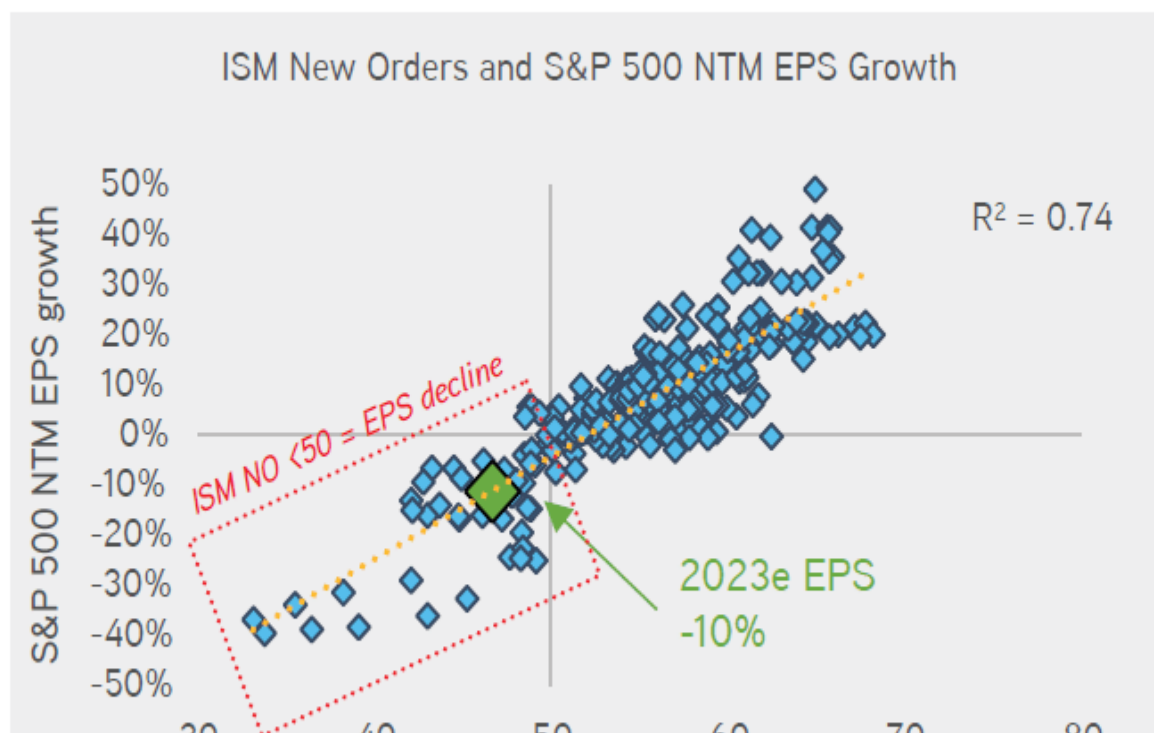 ISM New Orders and S&P 500 NTM EPS Growth
S&P 500 NTM EPS growth
50%
40%
30%
20%
10%
0%
-10%
-20%
-30%
-40%
-50%
R² = 0.74
ISM NO <50 = EPS decline
2023e EPS
-10%
30 40 50 60 70 80